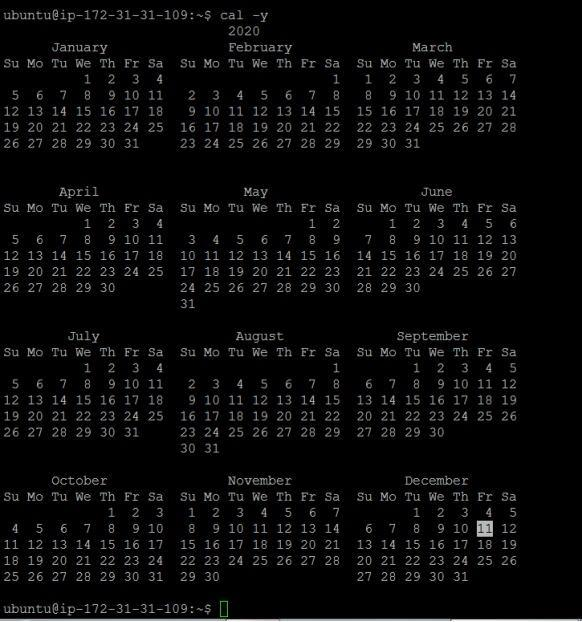 ubuntu@ip-172-31-31-109:~$ cal -y
                            2020
      January               February               March
Su Mo Tu We Th Fr Sa  Su Mo Tu We Th Fr Sa  Su Mo Tu We Th Fr Sa
          1  2  3  4                     1   1  2  3  4  5  6  7
 5  6  7  8  9 10 11   2  3  4  5  6  7  8   8  9 10 11 12 13 14
12 13 14 15 16 17 18   9 10 11 12 13 14 15  15 16 17 18 19 20 21
19 20 21 22 23 24 25  16 17 18 19 20 21 22  22 23 24 25 26 27 28
26 27 28 29 30 31     23 24 25 26 27 28 29  29 30 31

       April                  May                   June
Su Mo Tu We Th Fr Sa  Su Mo Tu We Th Fr Sa  Su Mo Tu We Th Fr Sa
          1  2  3  4                  1  2      1  2  3  4  5  6
 5  6  7  8  9 10 11   3  4  5  6  7  8  9   7  8  9 10 11 12 13
12 13 14 15 16 17 18  10 11 12 13 14 15 16  14 15 16 17 18 19 20
19 20 21 22 23 24 25  17 18 19 20 21 22 23  21 22 23 24 25 26 27
26 27 28 29 30        24 25 26 27 28 29 30  28 29 30
                      31

        July                 August              September
Su Mo Tu We Th Fr Sa  Su Mo Tu We Th Fr Sa  Su Mo Tu We Th Fr Sa
          1  2  3  4                     1         1  2  3  4  5
 5  6  7  8  9 10 11   2  3  4  5  6  7  8   6  7  8  9 10 11 12
12 13 14 15 16 17 18   9 10 11 12 13 14 15  13 14 15 16 17 18 19
19 20 21 22 23 24 25  16 17 18 19 20 21 22  20 21 22 23 24 25 26
26 27 28 29 30 31     23 24 25 26 27 28 29  27 28 29 30
                      30 31

      October               November              December
Su Mo Tu We Th Fr Sa  Su Mo Tu We Th Fr Sa  Su Mo Tu We Th Fr Sa
             1  2  3   1  2  3  4  5  6  7         1  2  3  4  5
 4  5  6  7  8  9 10   8  9 10 11 12 13 14   6  7  8  9 10 11 12
11 12 13 14 15 16 17  15 16 17 18 19 20 21  13 14 15 16 17 18 19
18 19 20 21 22 23 24  22 23 24 25 26 27 28  20 21 22 23 24 25 26
25 26 27 28 29 30 31  29 30                 27 28 29 30 31

ubuntu@ip-172-31-31-109:~$